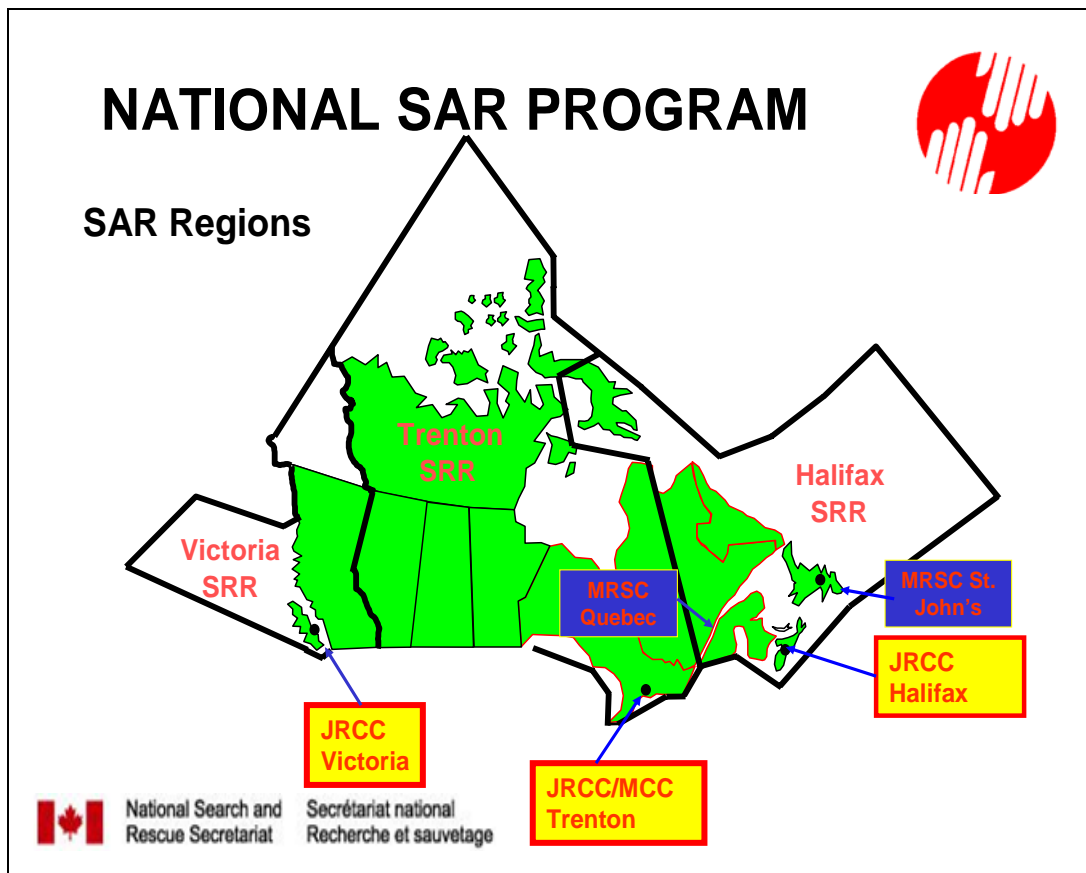 NATIONAL SAR PROGRAM
SAR Regions
Trenton
SRR
Halifax
SRR
Victoria
SRR
MRSC
Quebec
MRSC St.
John's
JRCC
Halifax
JRCC
Victoria
JRCC/MCC
Trenton
National Search and
Rescue Secretariat
Secrétariat national
Recherche et sauvetage